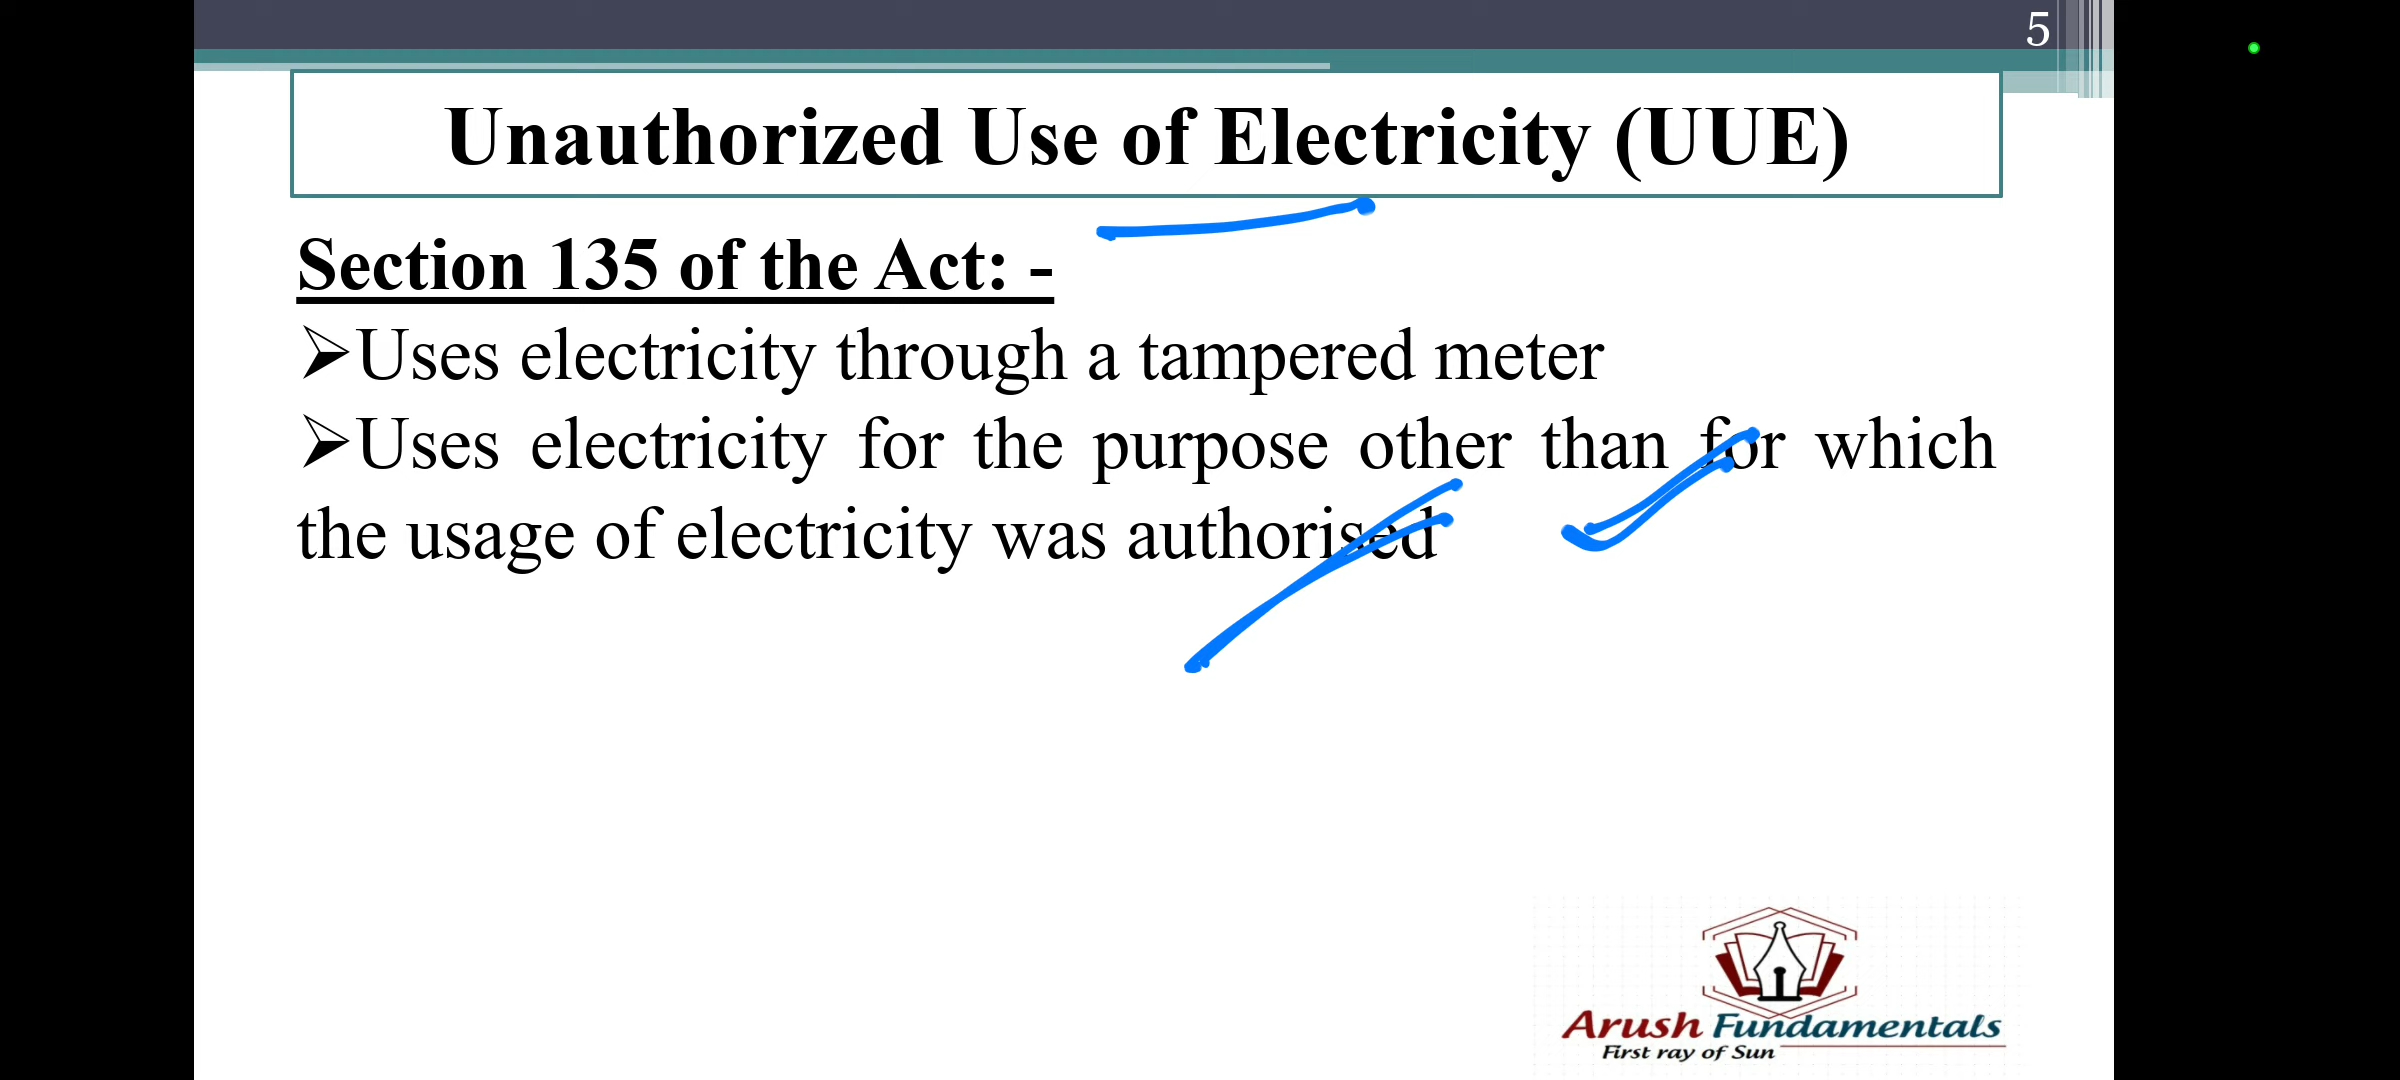 5
Unauthorized Use of Electricity (UUE)
Section 135 of the Act: -
➢Uses electricity through a tampered meter
➢Uses electricity for the purpose other than for which
the usage of electricity was authorised
Arush Fundamentals
First ray of Sun